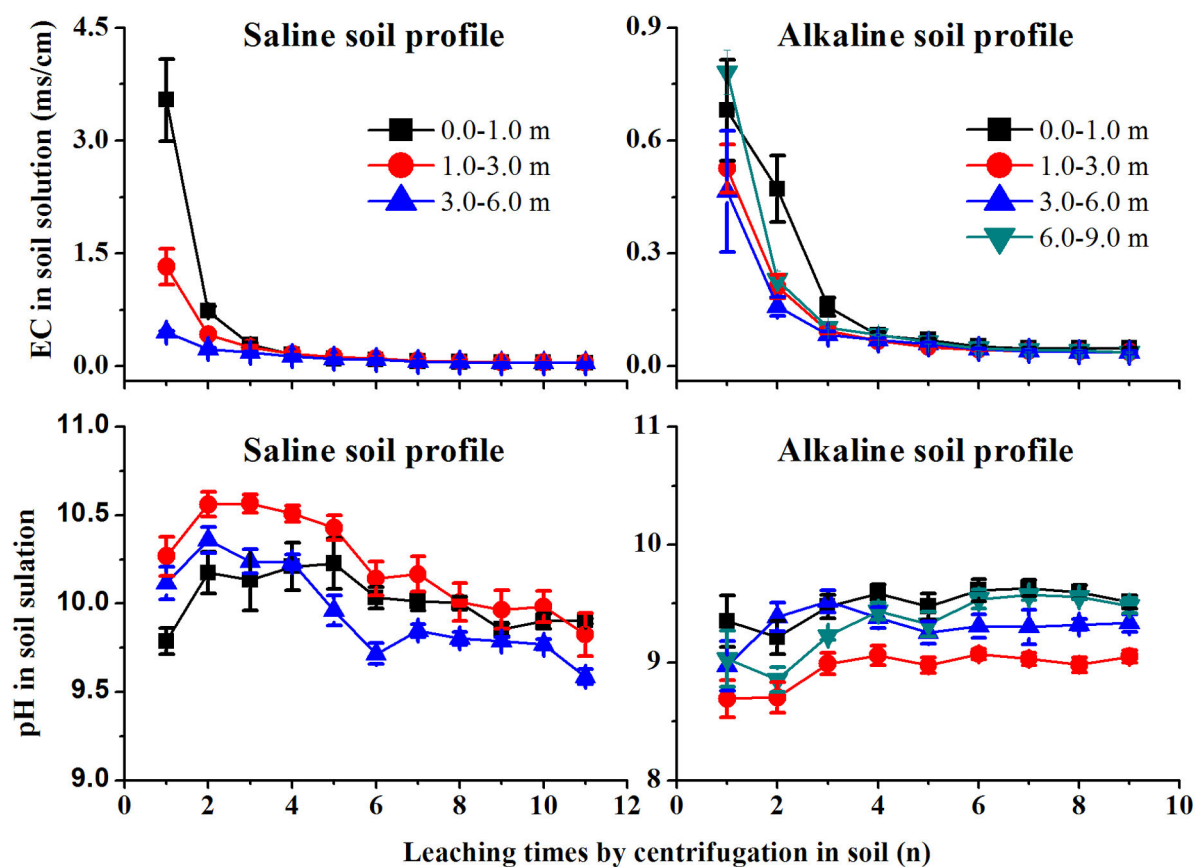 Saline soil profile
Alkaline soil profile
EC in soil solution (ms/cm)
4.5
3.0
1.5
0.0
0.0-1.0 m
1.0-3.0 m
3.0-6.0 m
0.9
0.6
0.3
0.0
0.0-1.0 m
1.0-3.0 m
3.0-6.0 m
6.0-9.0 m
Saline soil profile
Alkaline soil profile
pH in soil sulation
11.0
10.5
10.0
9.5
9.0
11
10
9
8
0 2 4 6 8 10 12
0 2 4 6 8 10
Leaching times by centrifugation in soil (n)